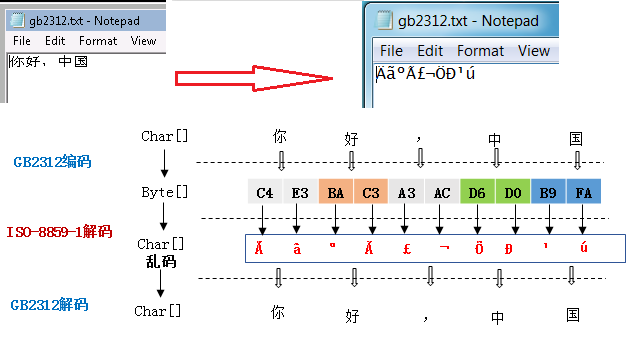 gb2312.txt - Notepad
File Edit Format View
你好，中国
gb2312.txt - Notepad
File Edit Format View
ÄãºÃ£¬ÖÐ¹ú
Char[] 你 好 ， 中 国
GB2312编码
Byte[] C4 E3 BA C3 A3 AC D6 D0 B9 FA
ISO-8859-1解码
Char[] Ä ã º Ã £ ¬ Ö Ð ¹ ú
乱码
GB2312解码
Char[] 你 好 ， 中 国